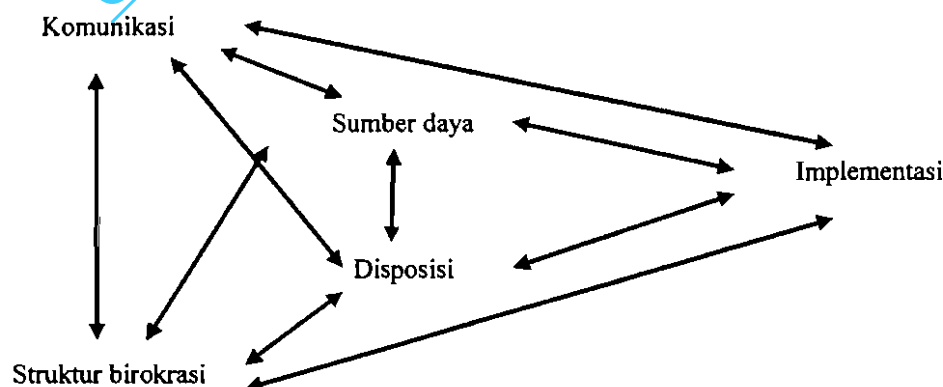 Komunikasi
Sumber daya
Implementasi
Disposisi
Struktur birokrasi